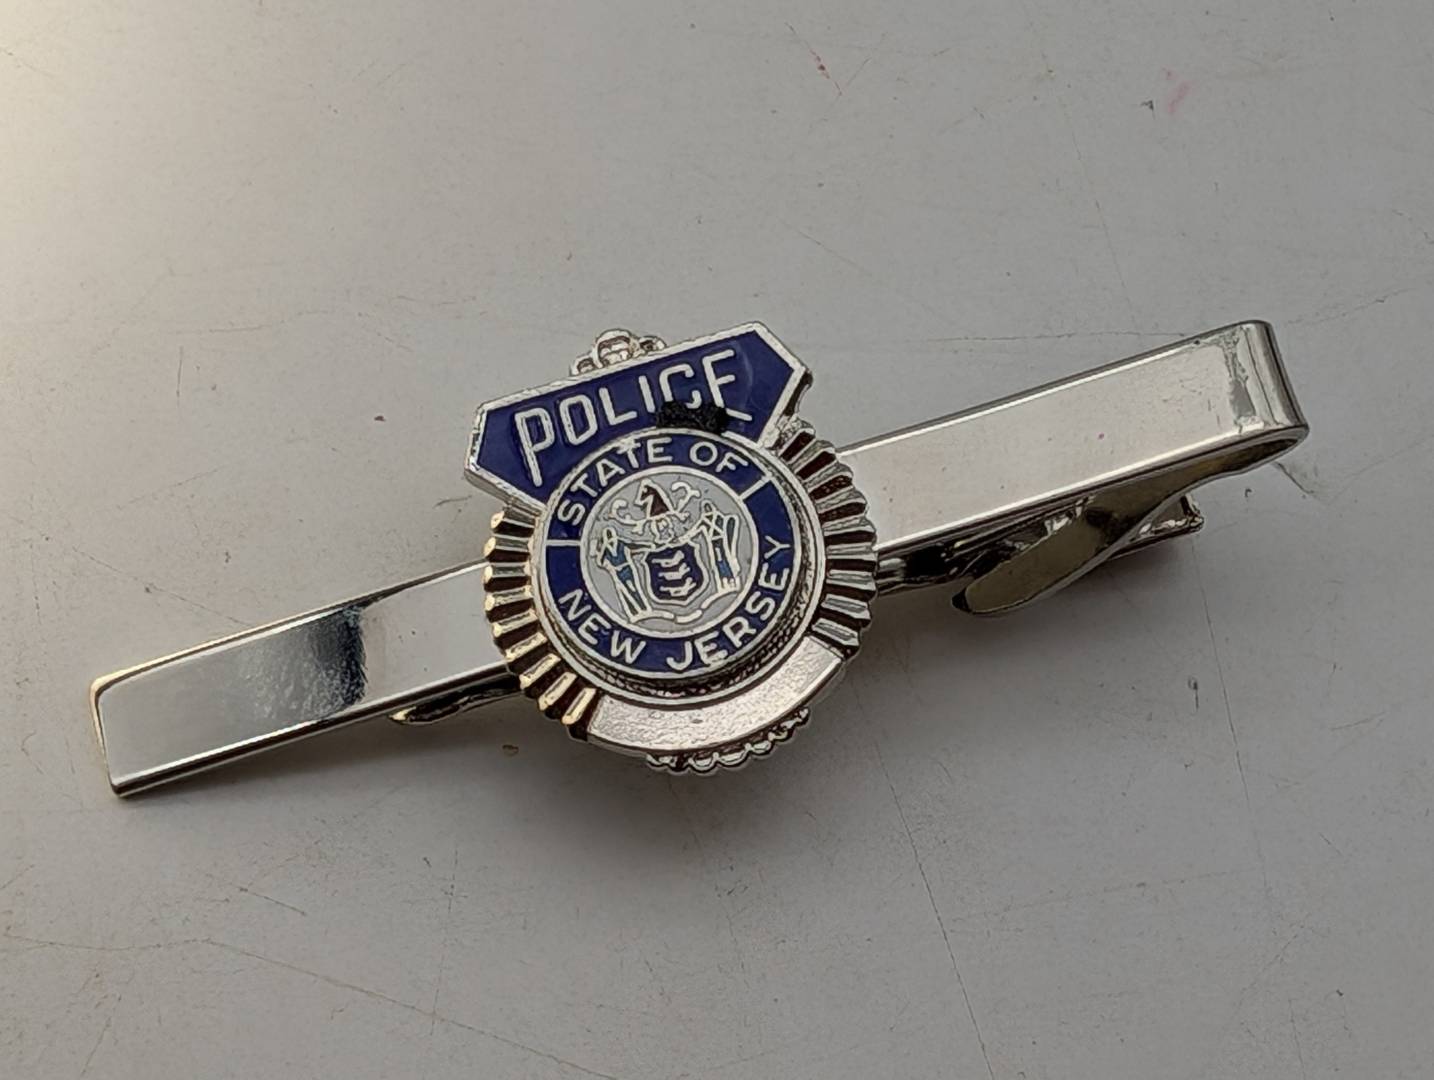 POLICE
STATE OF
NEW JERSEY